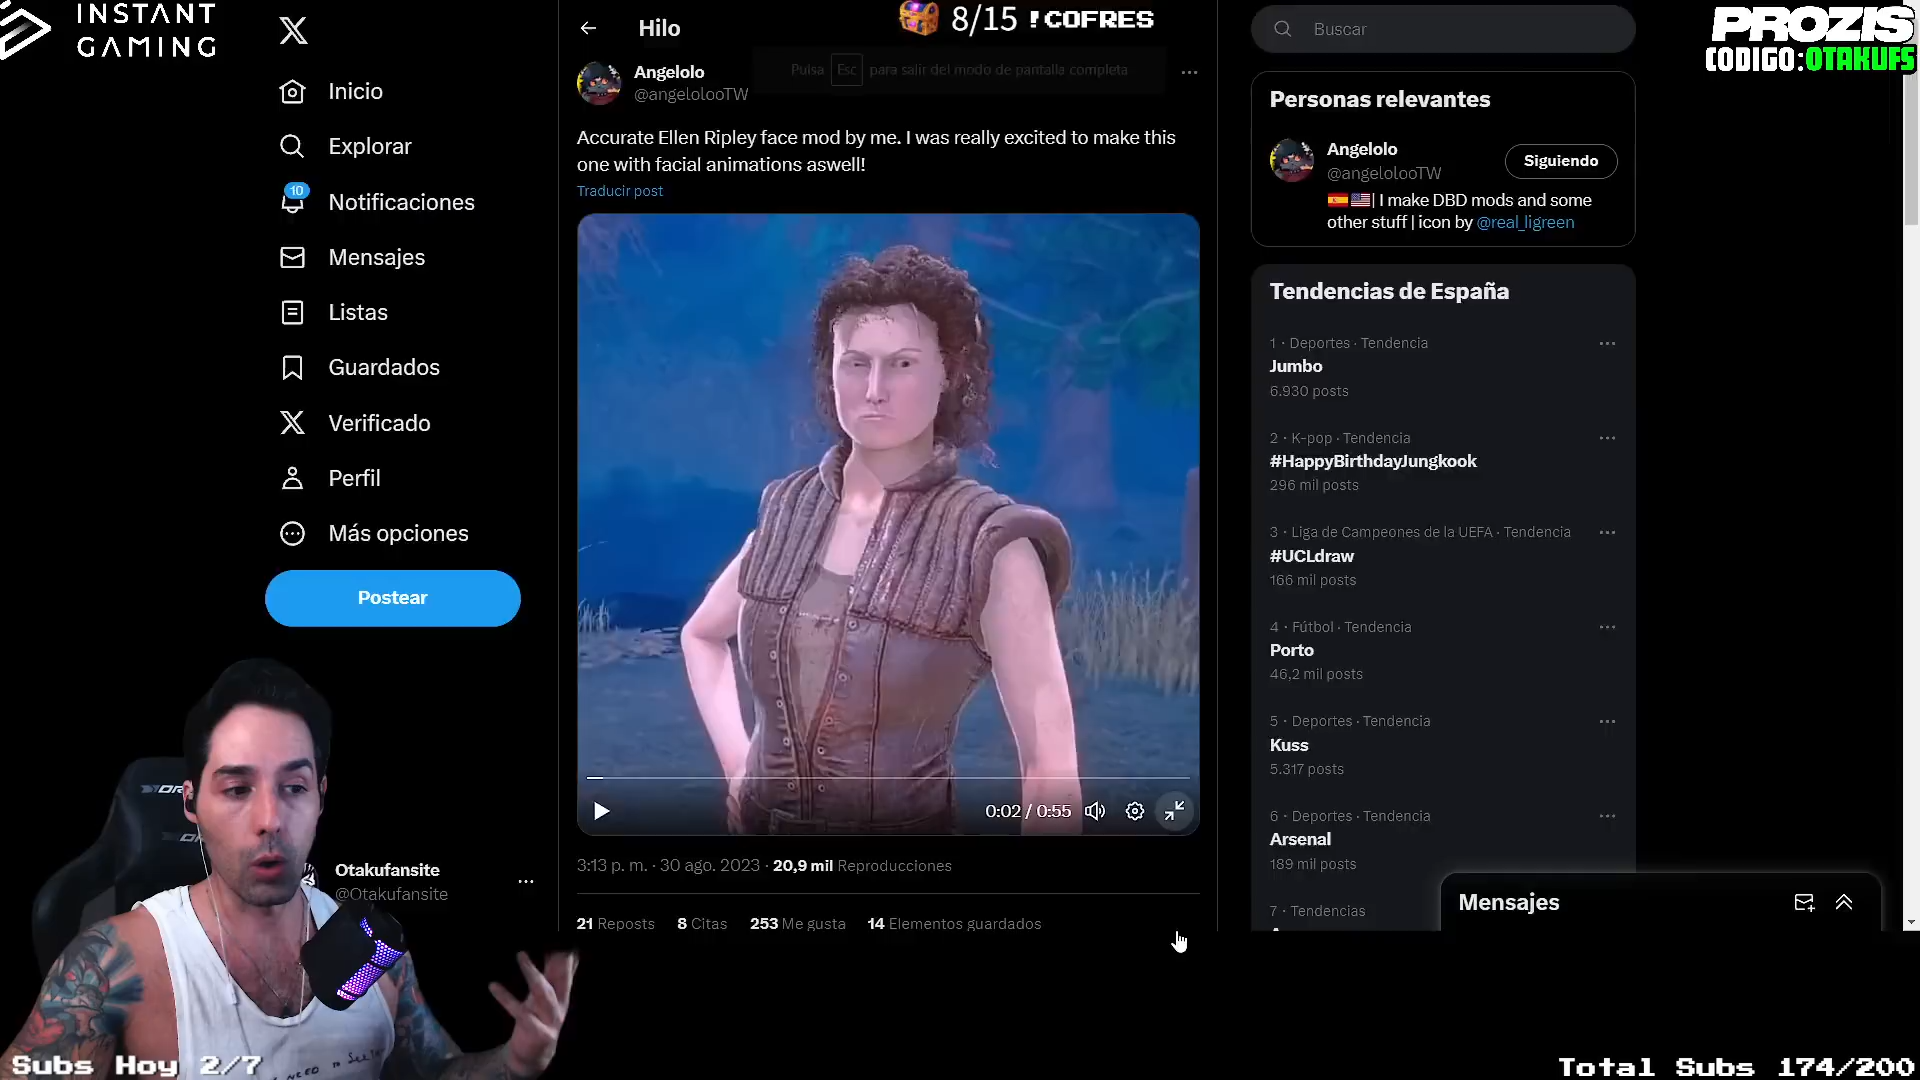 INSTANT
GAMING
Inicio
Explorar
10
Notificaciones
Mensajes
Listas
Guardados
Verificado
Perfil
Más opciones
Postear
Otakufansite
@Otakufansite
Subs Hoy 2/7
Hilo
8/15 !COFRES
Pulsa Esc para salir del modo de pantalla completa
Angelolo
@angelolooTW
Accurate Ellen Ripley face mod by me. I was really excited to make this
one with facial animations aswell!
Traducir post
0:02 / 0:55
3:13 p. m. · 30 ago. 2023 · 20,9 mil Reproducciones
21 Reposts 8 Citas 253 Me gusta 14 Elementos guardados
Buscar
PROZIS
CODIGO:OTAKUFS
Personas relevantes
Angelolo
@angelolooTW
Siguiendo
| I make DBD mods and some
other stuff | icon by @real_ligreen
Tendencias de España
1 · Deportes · Tendencia
Jumbo
6.930 posts
2 · K-pop · Tendencia
#HappyBirthdayJungkook
296 mil posts
3 · Liga de Campeones de la UEFA · Tendencia
#UCLdraw
166 mil posts
4 · Fútbol · Tendencia
Porto
46,2 mil posts
5 · Deportes · Tendencia
Kuss
5.317 posts
6 · Deportes · Tendencia
Arsenal
189 mil posts
7 · Tendencias
Mensajes
Total Subs 174/200